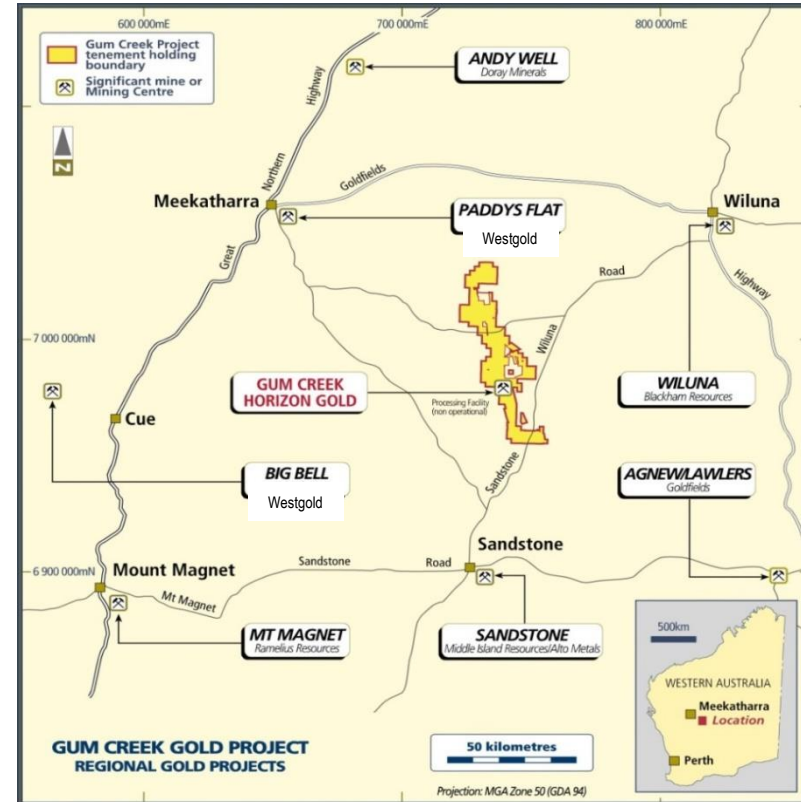 600 000mE
700 000mE
800 000mE
Gum Creek Project
tenement holding
boundary
Significant mine or
Mining Centre
ANDY WELL
Doray Minerals
Highway
Northern
N
Goldfields
Meekatharra
PADDYS FLAT
Westgold
Wiluna
Great
Road
Highway
7 000 000mN
Wiluna
GUM CREEK
HORIZON GOLD
Processing Facility
(non operational)
WILUNA
Blackham Resources
Cue
BIG BELL
Westgold
Sandstone
AGNEW/LAWLERS
Goldfields
Sandstone
6 900 000mN
Mount Magnet
Sandstone
Road
Mt Magnet
MT MAGNET
Ramelius Resources
SANDSTONE
Middle Island Resources/Alto Metals
500km
WESTERN AUSTRALIA
Meekatharra
Location
Perth
GUM CREEK GOLD PROJECT
REGIONAL GOLD PROJECTS
50 kilometres
Projection: MGA Zone 50 (GDA 94)